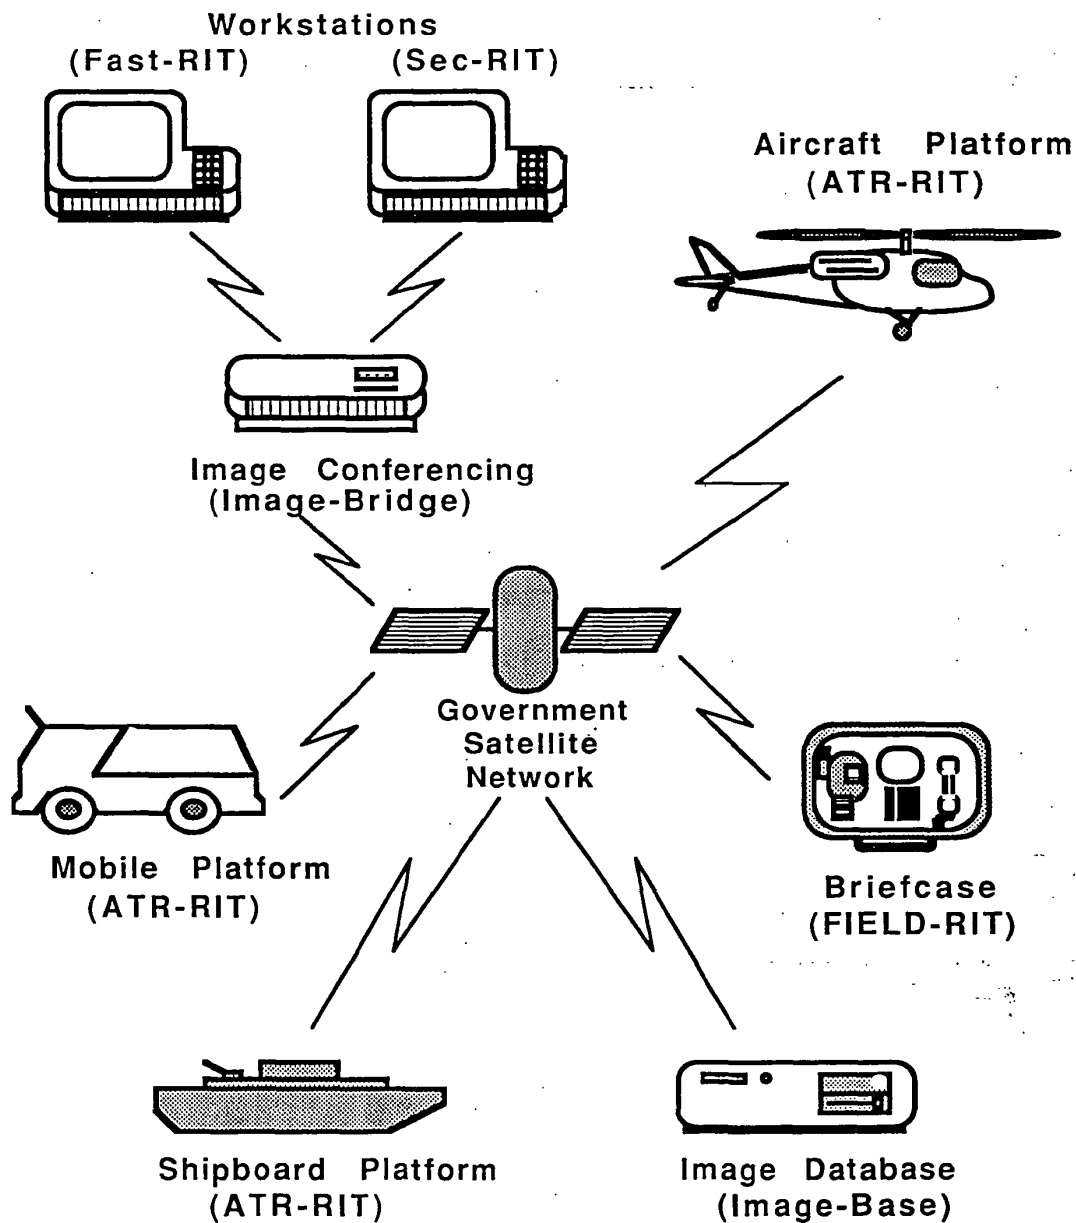 Workstations
(Fast-RIT) (Sec-RIT)
Aircraft Platform
(ATR-RIT)
Image Conferencing
(Image-Bridge)
Government
Satellite
Network
Mobile Platform
(ATR-RIT)
Briefcase
(FIELD-RIT)
Shipboard Platform
(ATR-RIT)
Image Database
(Image-Base)